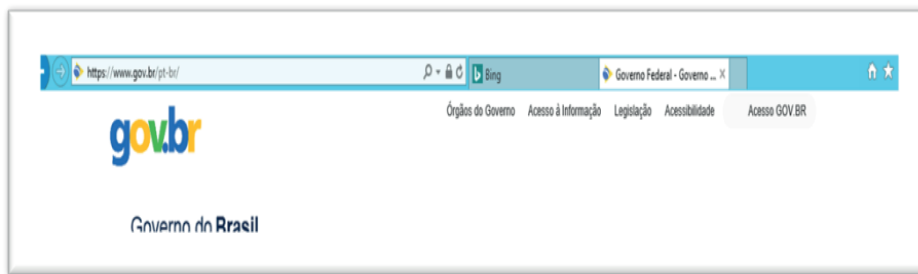 https://www.gov.br/pt-br/ Bing Governo Federal - Governo ...
Órgãos do Governo Acesso à Informação Legislação Acessibilidade Acesso GOV.BR
gov.br
Governo do Brasil